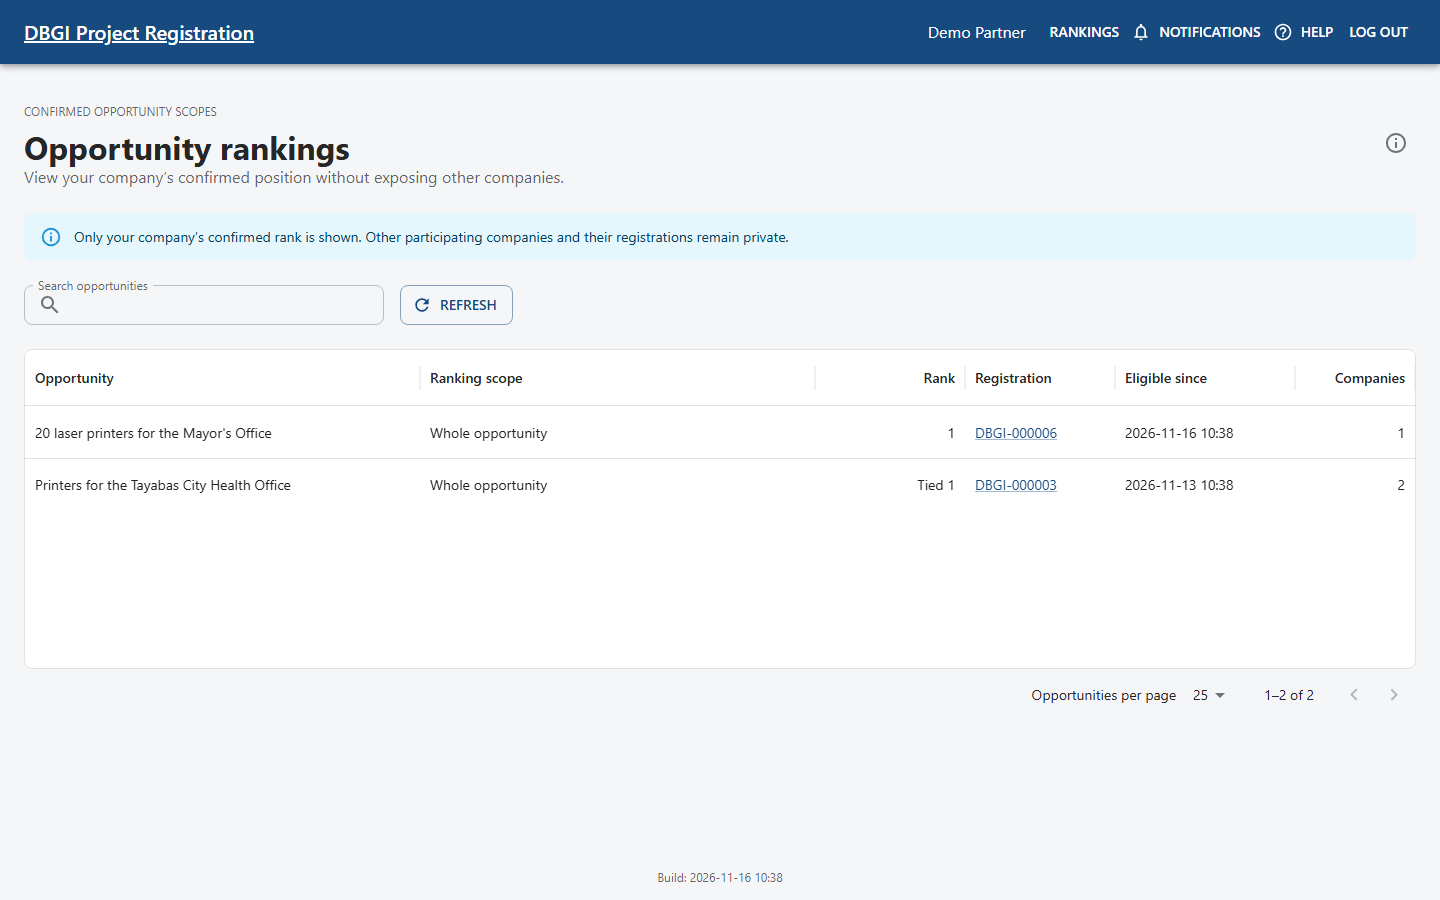 DBGI Project Registration
Demo Partner RANKINGS NOTIFICATIONS HELP LOG OUT
CONFIRMED OPPORTUNITY SCOPES
Opportunity rankings
View your company’s confirmed position without exposing other companies.
Only your company’s confirmed rank is shown. Other participating companies and their registrations remain private.
Search opportunities
REFRESH
Opportunity Ranking scope Rank Registration Eligible since Companies
20 laser printers for the Mayor's Office Whole opportunity 1 DBGI-000006 2026-11-16 10:38 1
Printers for the Tayabas City Health Office Whole opportunity Tied 1 DBGI-000003 2026-11-13 10:38 2
Opportunities per page 25 1–2 of 2
Build: 2026-11-16 10:38